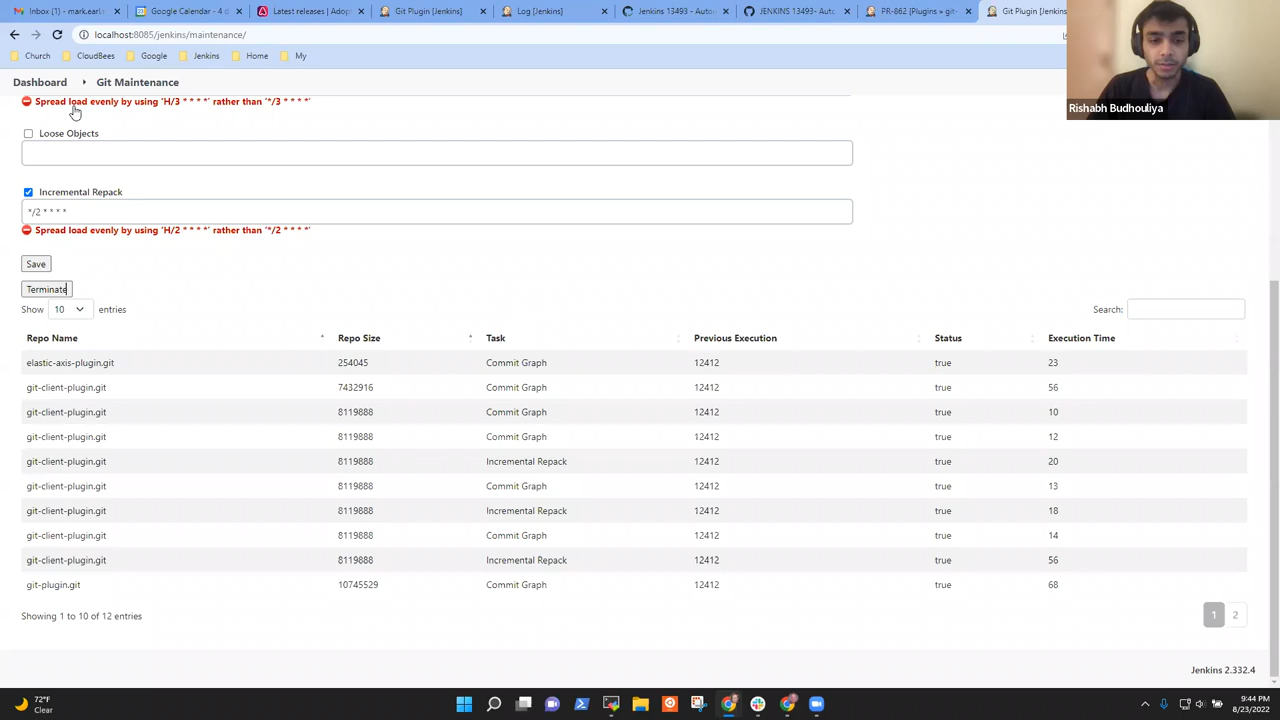 Inbox (1) - mark.earl
Google Calendar - 4 d
Latest releases | Adop
Git Plugin [Jenkins]
Log [Jenkins]
Jenkins 13493 - Autom
JENKINS 13493- Autom
PR-862 [Plugins » git-
Git Plugin [Jenkins
localhost:8085/jenkins/maintenance/
Church CloudBees Google Jenkins Home My
Rishabh Budhouliya
Dashboard Git Maintenance
Spread load evenly by using 'H/3 * * * *' rather than '*/3 * * * *'
Loose Objects
Incremental Repack
*/2 * * * *
Spread load evenly by using 'H/2 * * * *' rather than '*/2 * * * *'
Save
Terminate
Show 10 entries Search:
Repo Name Repo Size Task Previous Execution Status Execution Time
elastic-axis-plugin.git 254045 Commit Graph 12412 true 23
git-client-plugin.git 7432916 Commit Graph 12412 true 56
git-client-plugin.git 8119888 Commit Graph 12412 true 10
git-client-plugin.git 8119888 Commit Graph 12412 true 12
git-client-plugin.git 8119888 Incremental Repack 12412 true 20
git-client-plugin.git 8119888 Commit Graph 12412 true 13
git-client-plugin.git 8119888 Incremental Repack 12412 true 18
git-client-plugin.git 8119888 Commit Graph 12412 true 14
git-client-plugin.git 8119888 Incremental Repack 12412 true 56
git-plugin.git 10745529 Commit Graph 12412 true 68
Showing 1 to 10 of 12 entries 1 2
Jenkins 2.332.4
72°F
Clear
9:44 PM
8/23/2022